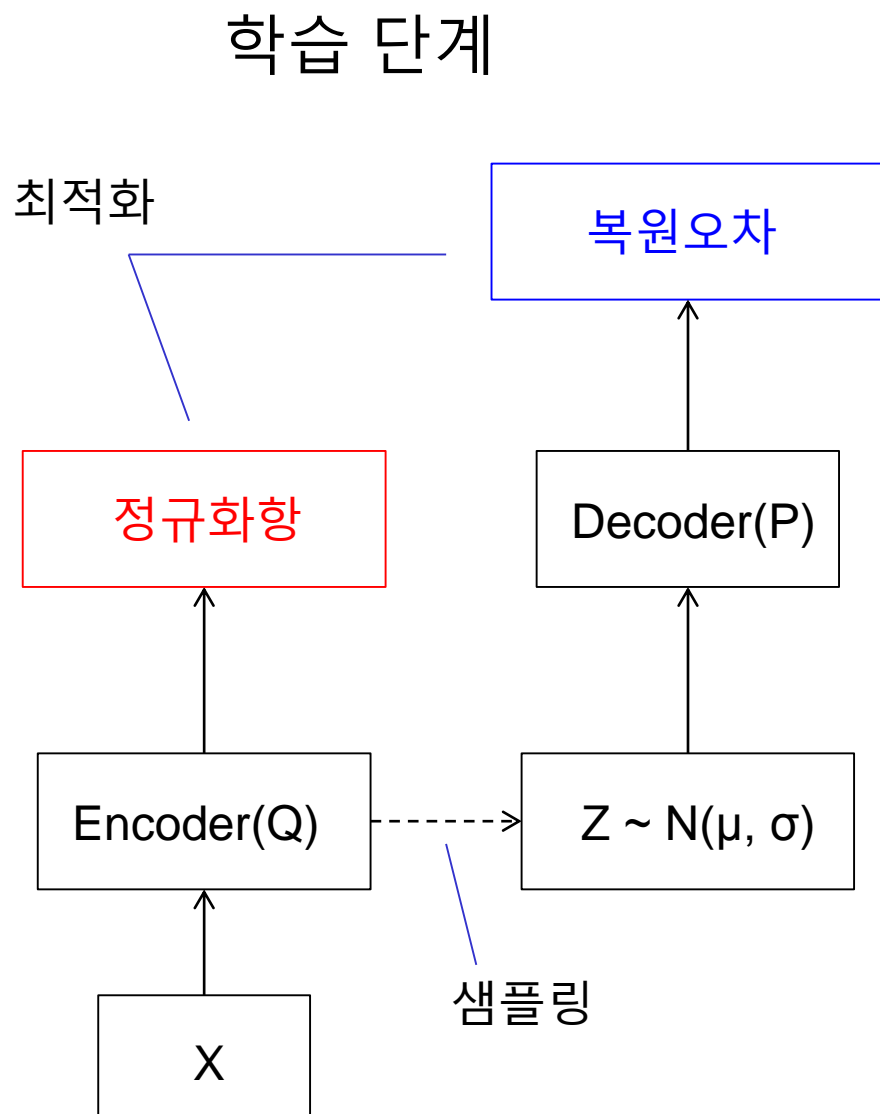 학습 단계
최적화
복원오차
정규화항
Decoder(P)
Encoder(Q)
Z ~ N(μ, σ)
샘플링
X